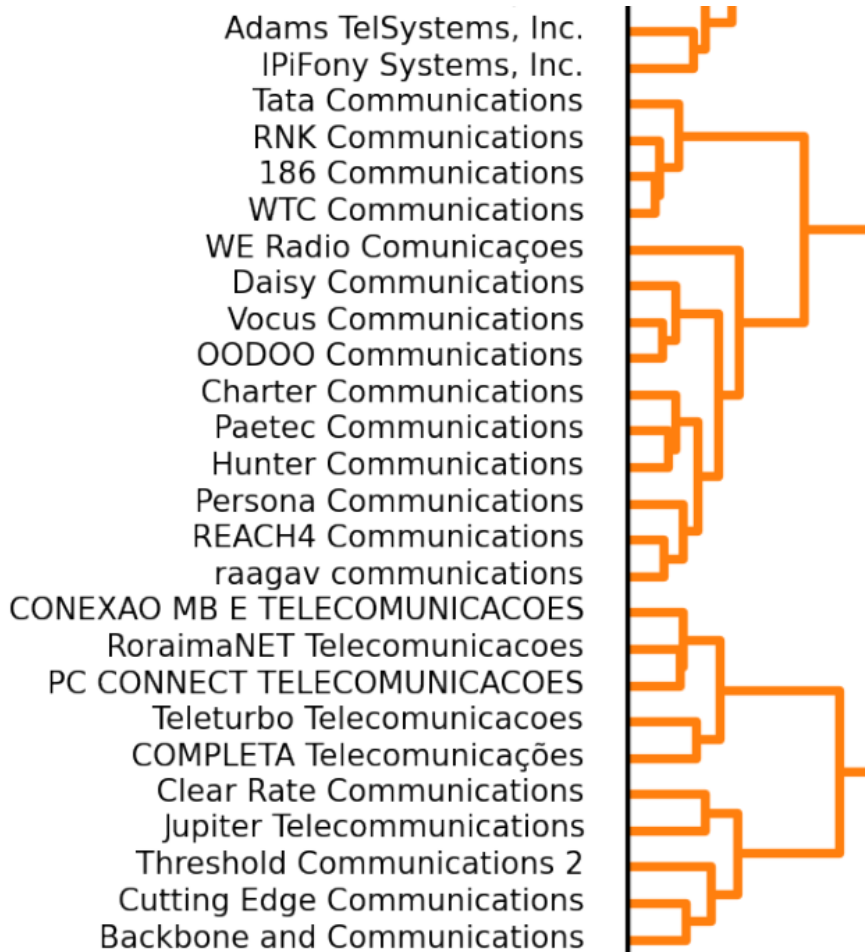 Adams TelSystems, Inc.
IPiFony Systems, Inc.
Tata Communications
RNK Communications
186 Communications
WTC Communications
WE Radio Comunicaçoes
Daisy Communications
Vocus Communications
OODOO Communications
Charter Communications
Paetec Communications
Hunter Communications
Persona Communications
REACH4 Communications
raagav communications
CONEXAO MB E TELECOMUNICACOES
RoraimaNET Telecomunicacoes
PC CONNECT TELECOMUNICACOES
Teleturbo Telecomunicacoes
COMPLETA Telecomunicações
Clear Rate Communications
Jupiter Telecommunications
Threshold Communications 2
Cutting Edge Communications
Backbone and Communications